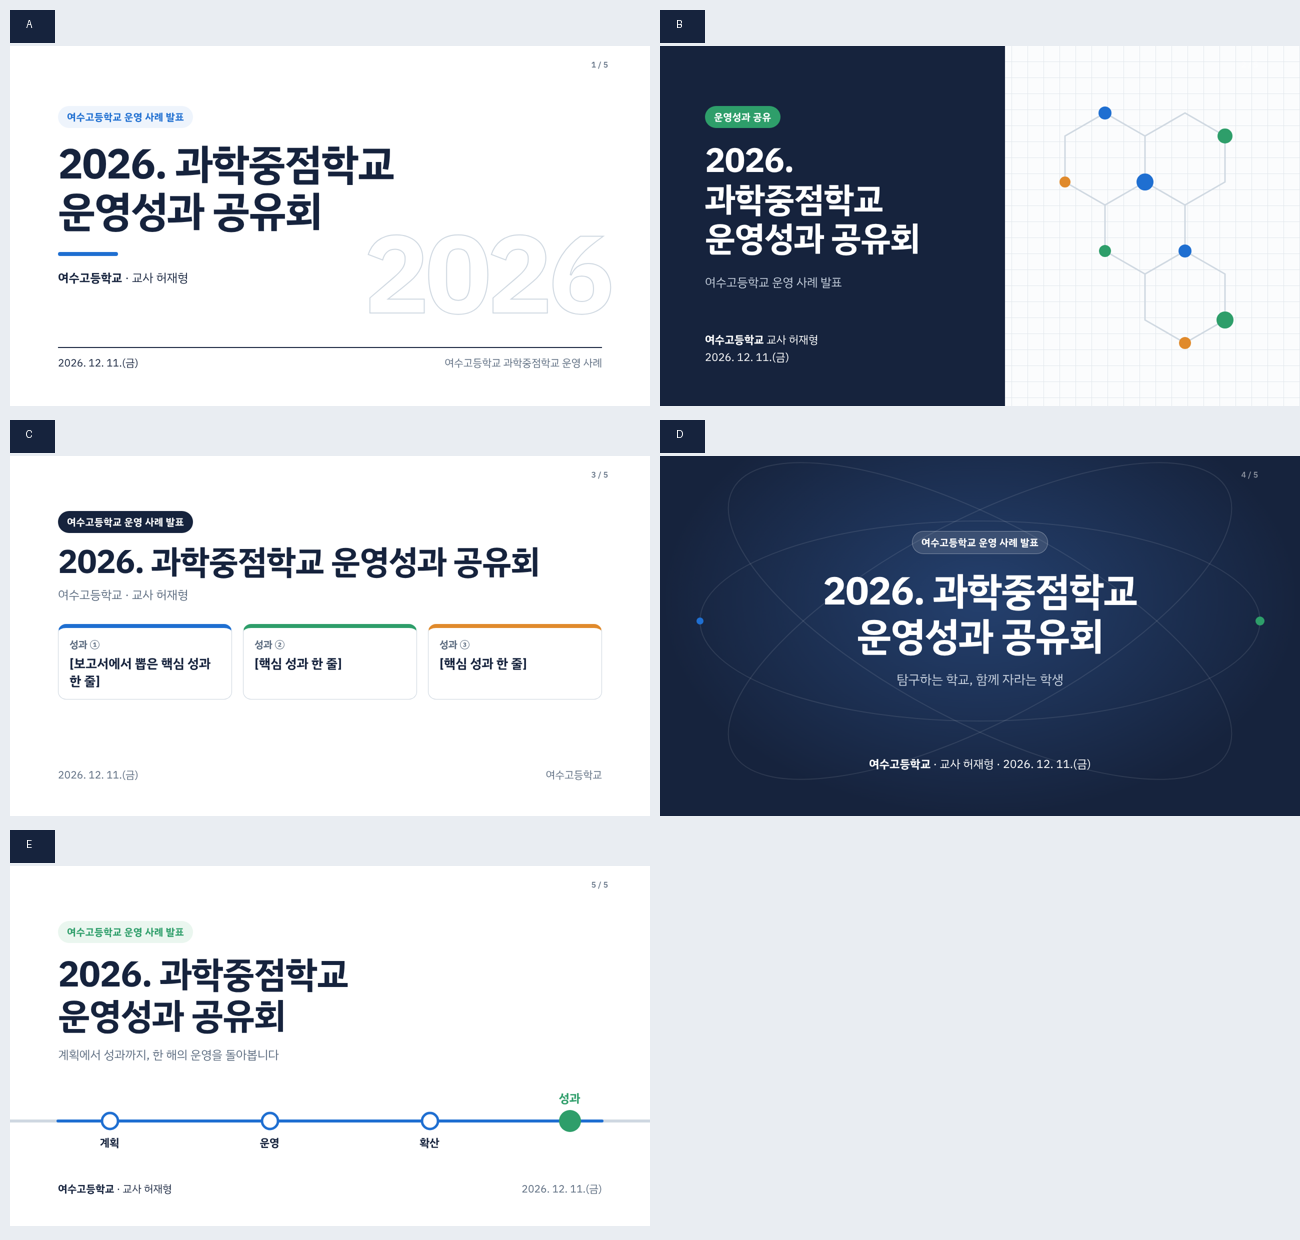 A
1 / 5
여수고등학교 운영 사례 발표
2026. 과학중점학교
운영성과 공유회
2026
여수고등학교 · 교사 허재형
2026. 12. 11.(금)
여수고등학교 과학중점학교 운영 사례
B
운영성과 공유
2026.
과학중점학교
운영성과 공유회
여수고등학교 운영 사례 발표
여수고등학교 교사 허재형
2026. 12. 11.(금)
C
3 / 5
여수고등학교 운영 사례 발표
2026. 과학중점학교 운영성과 공유회
여수고등학교 · 교사 허재형
성과 ①
[보고서에서 뽑은 핵심 성과
한 줄]
성과 ②
[핵심 성과 한 줄]
성과 ③
[핵심 성과 한 줄]
2026. 12. 11.(금)
여수고등학교
D
4 / 5
여수고등학교 운영 사례 발표
2026. 과학중점학교
운영성과 공유회
탐구하는 학교, 함께 자라는 학생
여수고등학교 · 교사 허재형 · 2026. 12. 11.(금)
E
5 / 5
여수고등학교 운영 사례 발표
2026. 과학중점학교
운영성과 공유회
계획에서 성과까지, 한 해의 운영을 돌아봅니다
성과
계획
운영
확산
여수고등학교 · 교사 허재형
2026. 12. 11.(금)